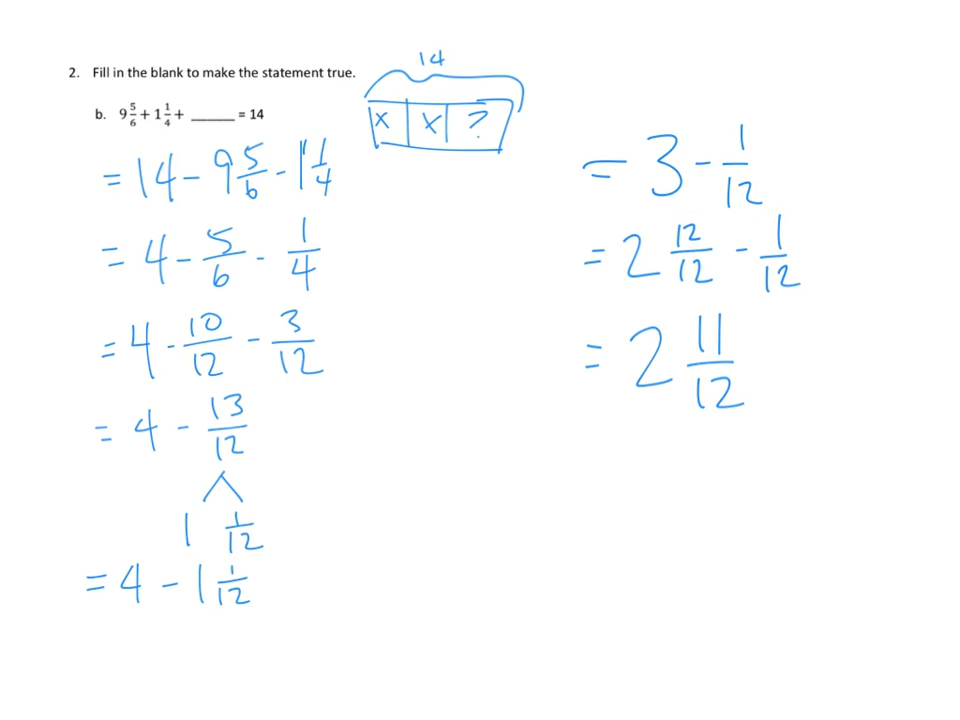 2. Fill in the blank to make the statement true.
14
b. 9 5/6 + 1 1/4 + ______ = 14
x x ?
= 14 - 9 5/6 - 1 1/4
= 4 - 5/6 - 1/4
= 4 - 10/12 - 3/12
= 4 - 13/12
1 1/12
= 4 - 1 1/12
= 3 - 1/12
= 2 12/12 - 1/12
= 2 11/12